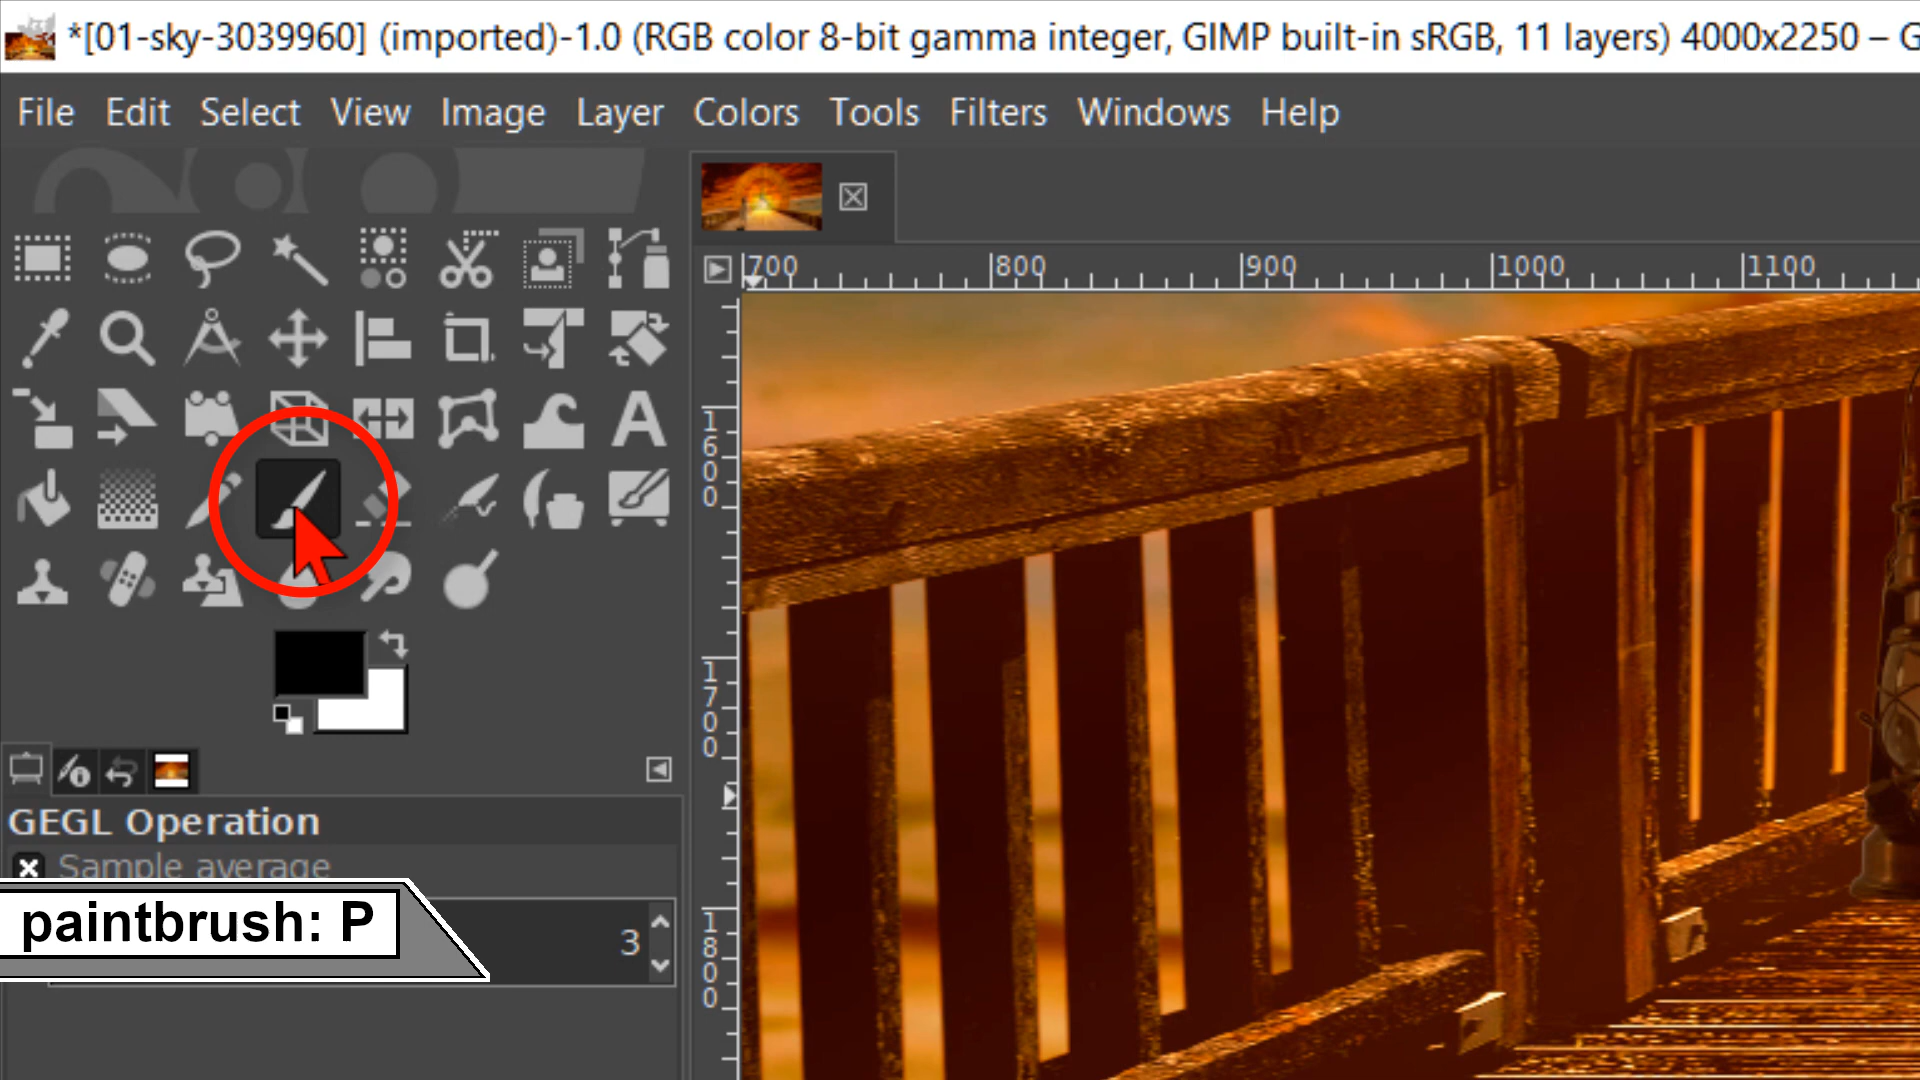 *[01-sky-3039960] (imported)-1.0 (RGB color 8-bit gamma integer, GIMP built-in sRGB, 11 layers) 4000x2250 – G
File Edit Select View Image Layer Colors Tools Filters Windows Help
700 800 900 1000 1100
1600
1700
1800
GEGL Operation
Sample average
3
paintbrush: P